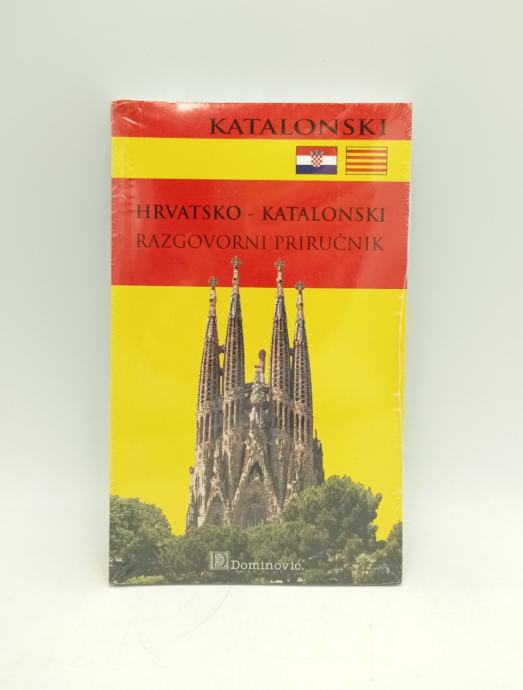 KATALONSKI
HRVATSKO - KATALONSKI
RAZGOVORNI PRIRUČNIK
Dominović